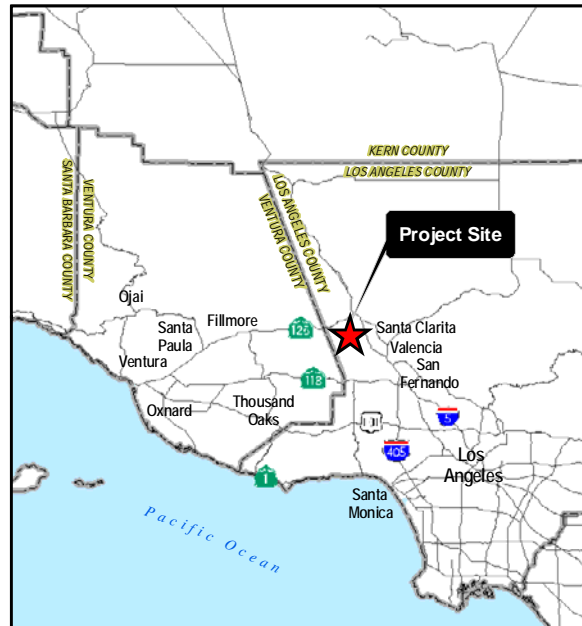 KERN COUNTY
LOS ANGELES COUNTY
SANTA BARBARA COUNTY
VENTURA COUNTY
LOS ANGELES COUNTY
VENTURA COUNTY
Project Site
Ojai
Santa
Paula
Fillmore
126
Santa Clarita
Valencia
San
Fernando
Ventura
118
Oxnard
Thousand
Oaks
101
5
405
Los
Angeles
1
Santa
Monica
Pacific Ocean